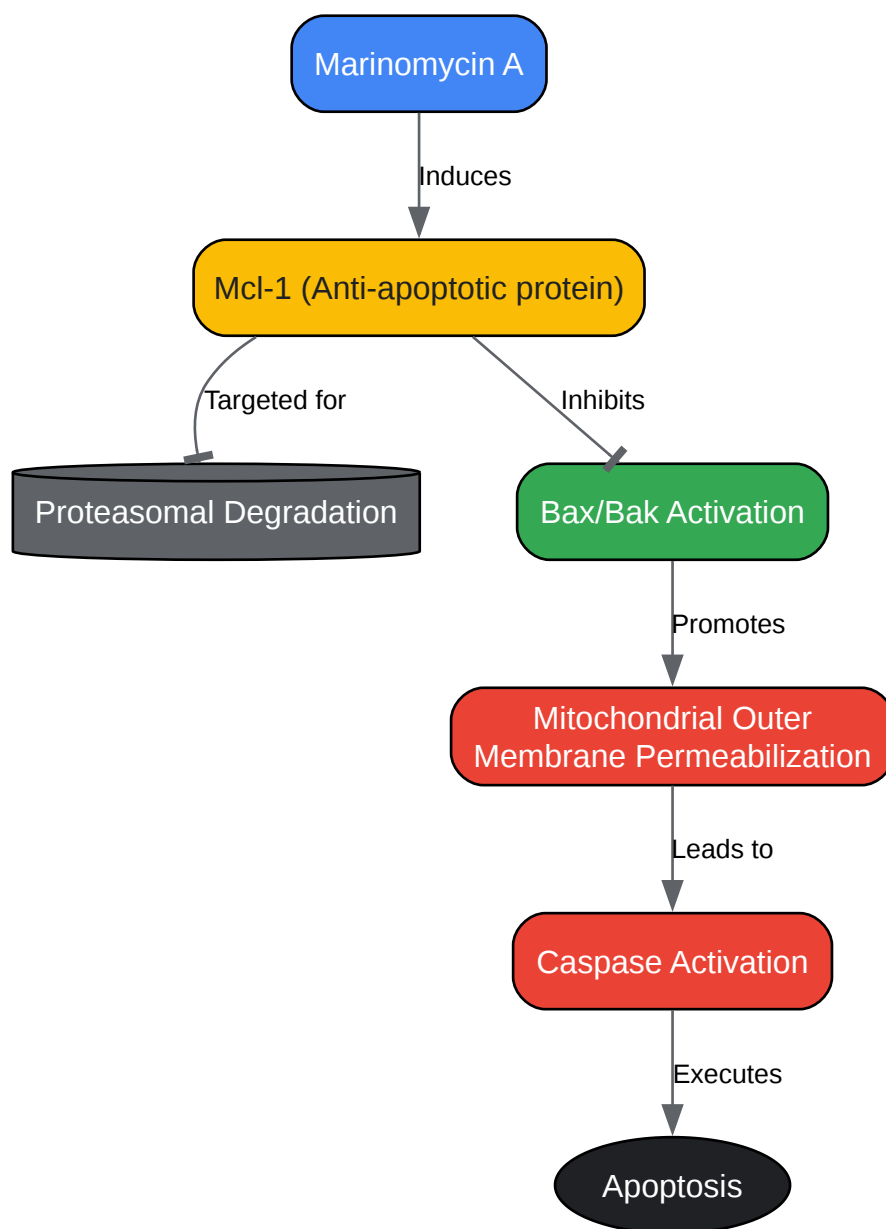 Marinomycin A
Induces
Mcl-1 (Anti-apoptotic protein)
Targeted for
Inhibits
Proteasomal Degradation
Bax/Bak Activation
Promotes
Mitochondrial Outer
Membrane Permeabilization
Leads to
Caspase Activation
Executes
Apoptosis